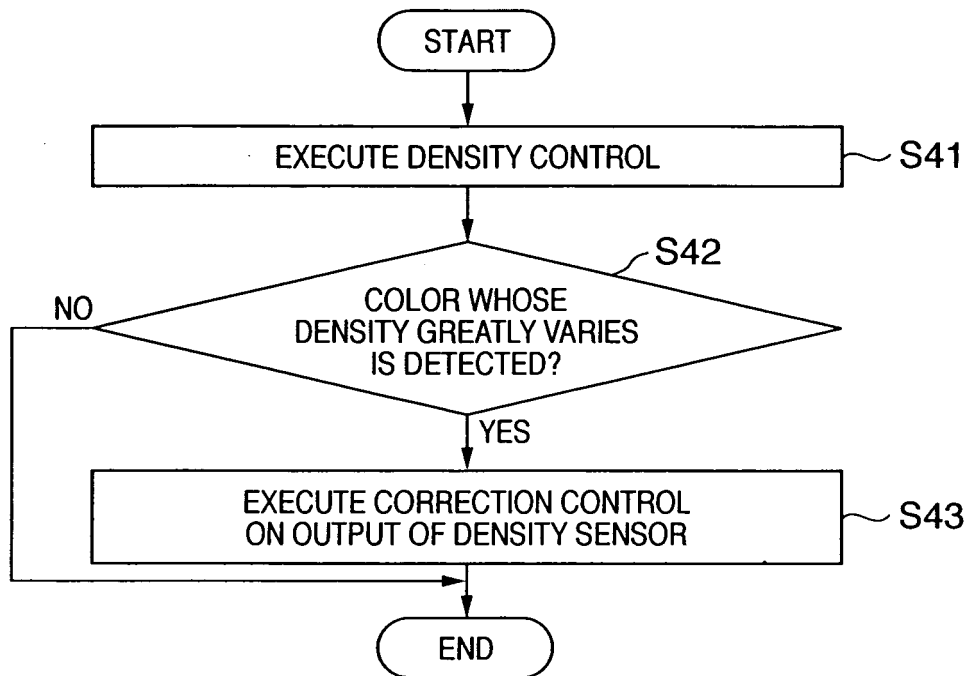 START
EXECUTE DENSITY CONTROL
S41
S42
NO
COLOR WHOSE
DENSITY GREATLY VARIES
IS DETECTED?
YES
EXECUTE CORRECTION CONTROL
ON OUTPUT OF DENSITY SENSOR
S43
END